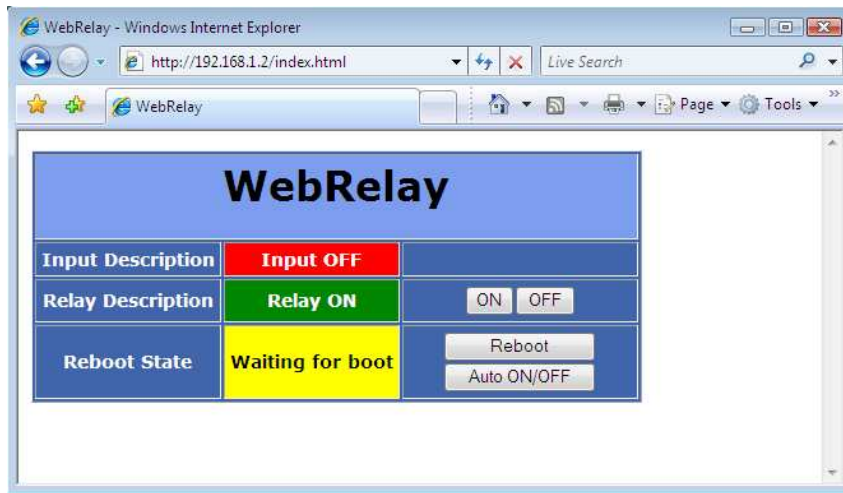 WebRelay - Windows Internet Explorer
http://192.168.1.2/index.html
Live Search
WebRelay
Page
Tools
WebRelay
Input Description Input OFF
Relay Description Relay ON ON OFF
Reboot State Waiting for boot Reboot
Auto ON/OFF